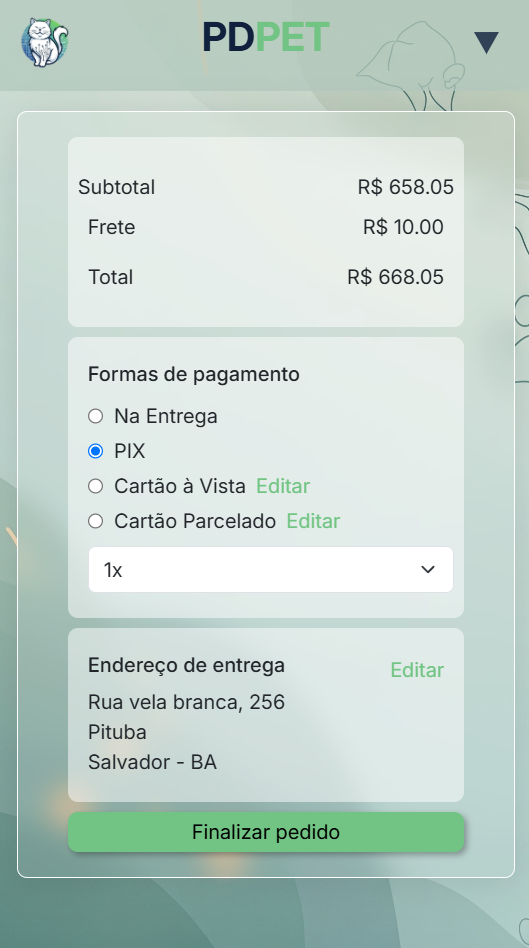 PDPET
Subtotal R$ 658.05
Frete R$ 10.00
Total R$ 668.05
Formas de pagamento
Na Entrega
PIX
Cartão à Vista Editar
Cartão Parcelado Editar
1x
Endereço de entrega Editar
Rua vela branca, 256
Pituba
Salvador - BA
Finalizar pedido